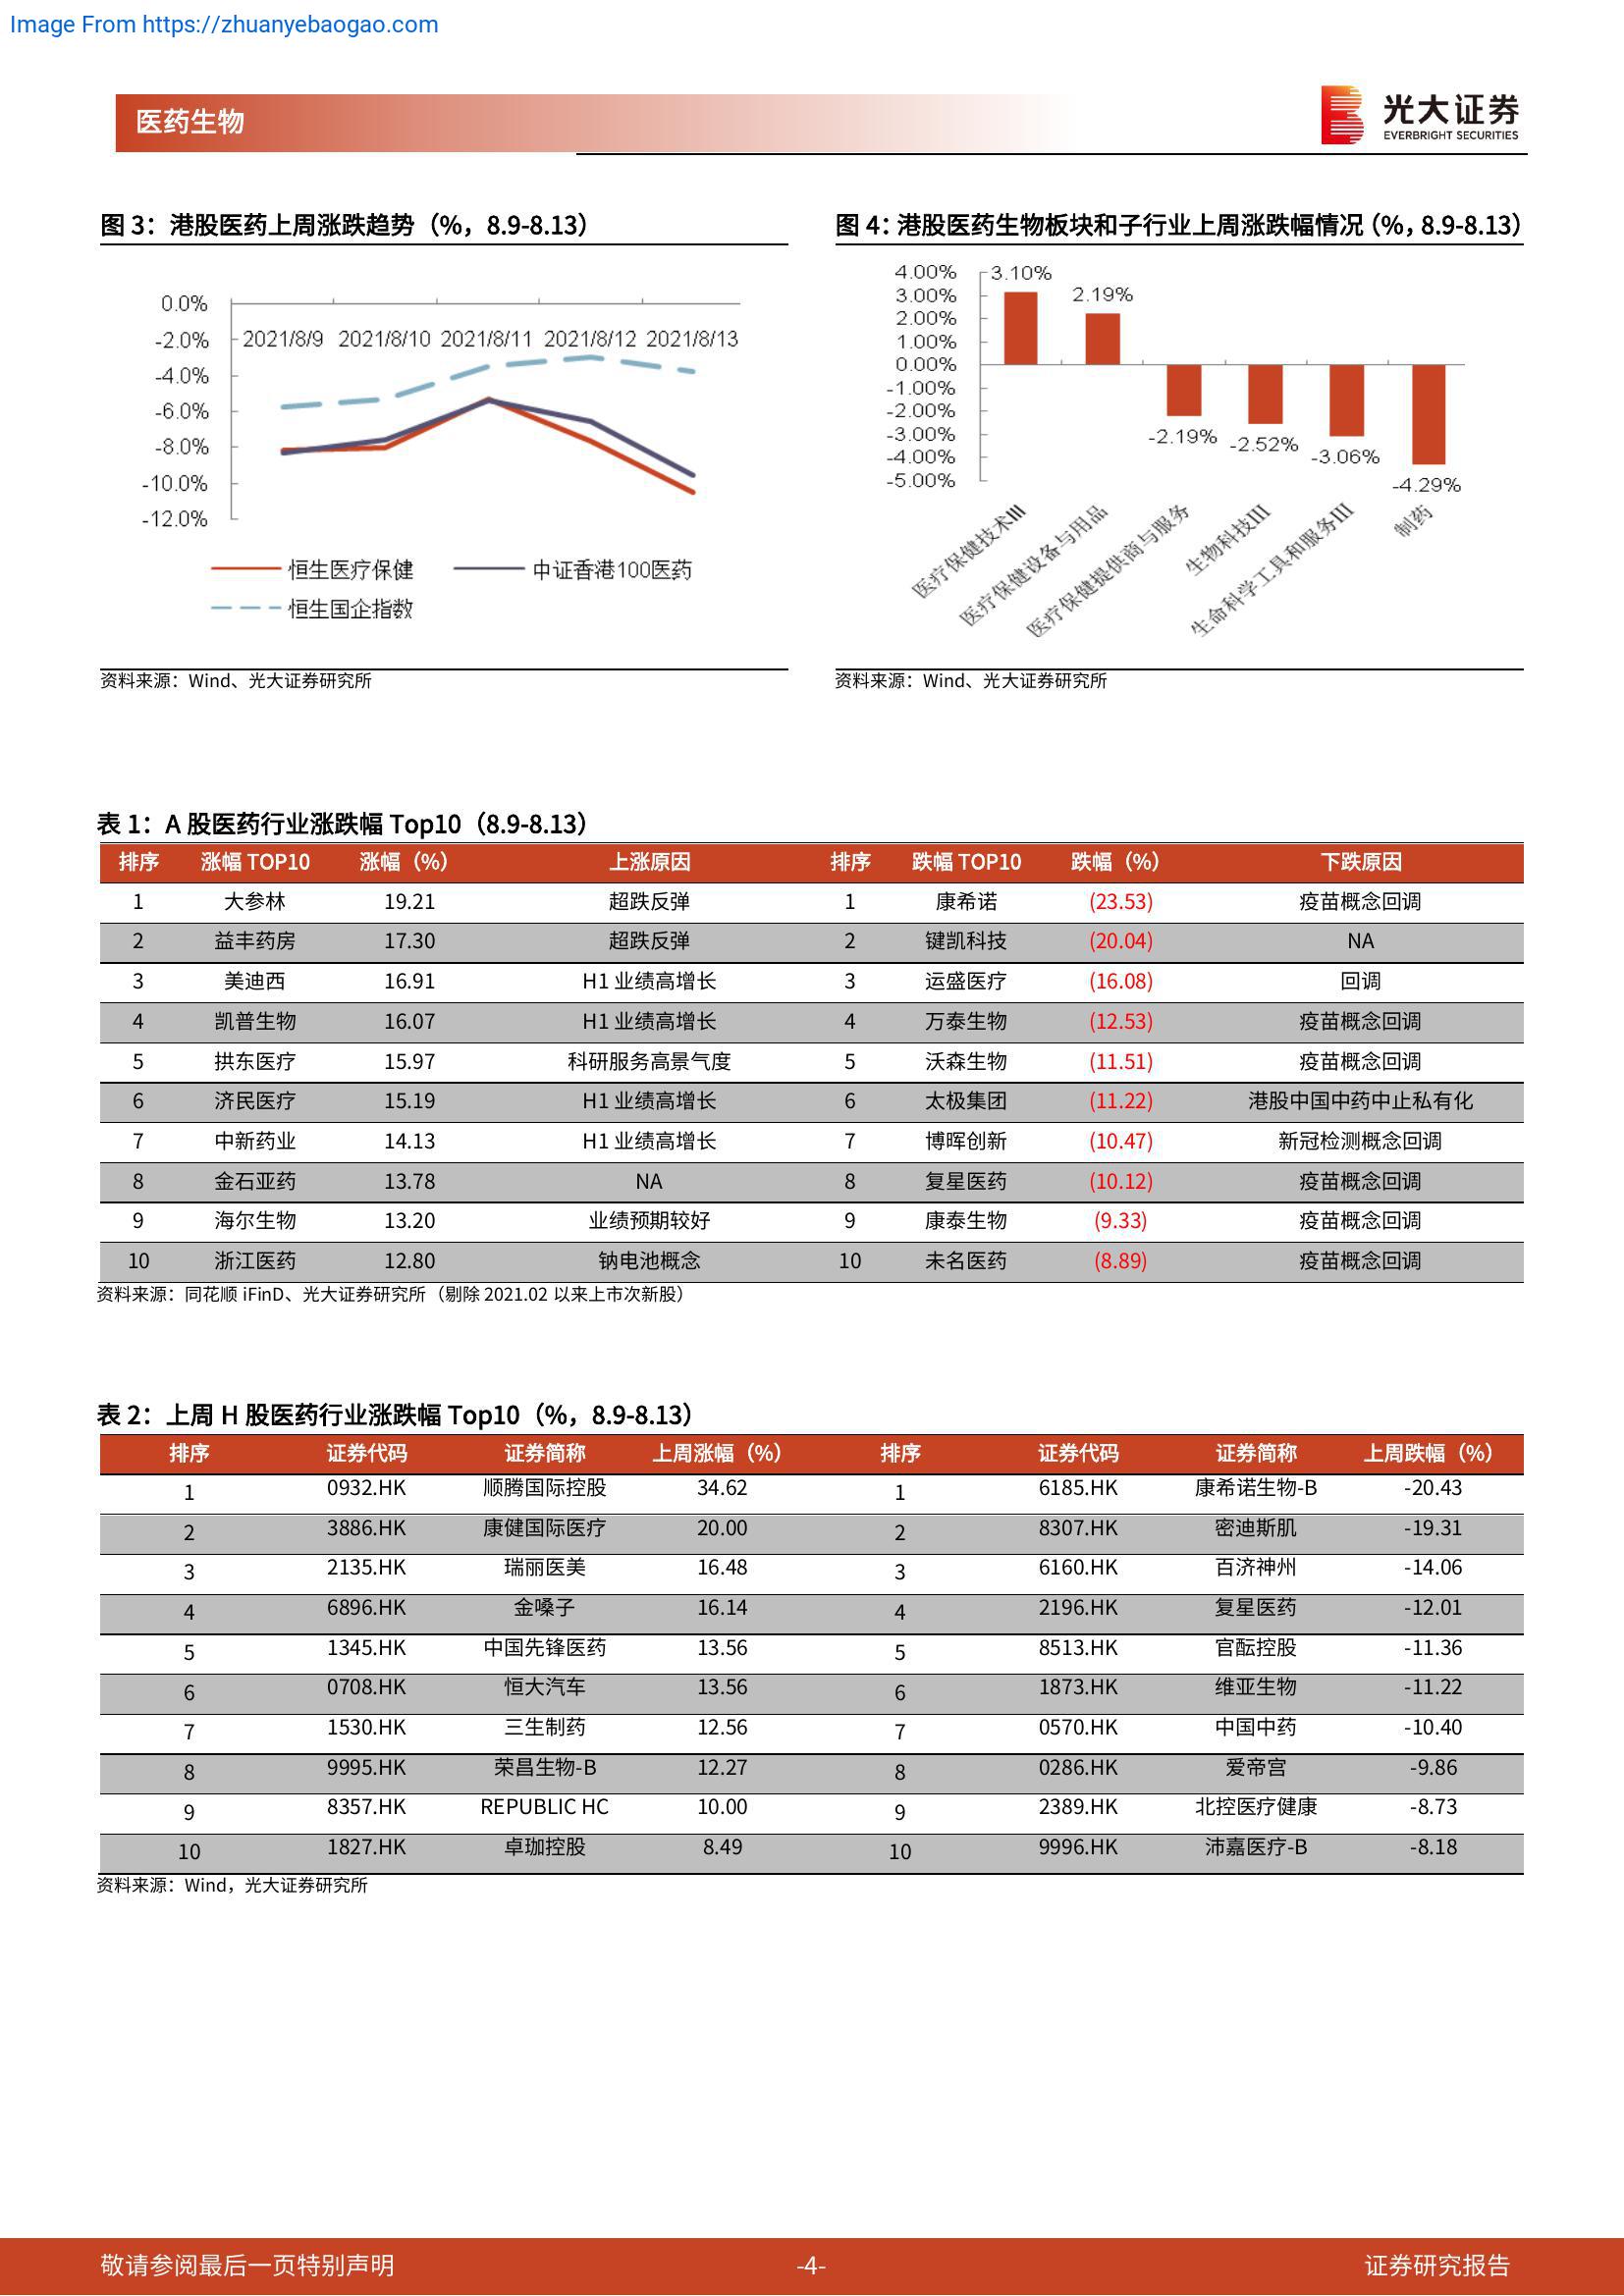 Image From https://zhuanyebaogao.com
医药生物
光大证券
EVERBRIGHT SECURITIES
图 3：港股医药上周涨跌趋势（%，8.9-8.13）
0.0%
-2.0%
-4.0%
-6.0%
-8.0%
-10.0%
-12.0%
2021/8/9 2021/8/10 2021/8/11 2021/8/12 2021/8/13
恒生医疗保健 中证香港100医药
恒生国企指数
资料来源：Wind、光大证券研究所
图 4：港股医药生物板块和子行业上周涨跌幅情况（%，8.9-8.13）
4.00%
3.00%
2.00%
1.00%
0.00%
-1.00%
-2.00%
-3.00%
-4.00%
-5.00%
3.10%
2.19%
-2.19%
-2.52%
-3.06%
-4.29%
医疗保健技术III
医疗保健设备与用品
医疗保健提供商与服务
生物科技III
生命科学工具和服务III
制药
资料来源：Wind、光大证券研究所
表 1：A 股医药行业涨跌幅 Top10（8.9-8.13）
排序 涨幅 TOP10 涨幅（%） 上涨原因 排序 跌幅 TOP10 跌幅（%） 下跌原因
1 大参林 19.21 超跌反弹 1 康希诺 (23.53) 疫苗概念回调
2 益丰药房 17.30 超跌反弹 2 键凯科技 (20.04) NA
3 美迪西 16.91 H1 业绩高增长 3 运盛医疗 (16.08) 回调
4 凯普生物 16.07 H1 业绩高增长 4 万泰生物 (12.53) 疫苗概念回调
5 拱东医疗 15.97 科研服务高景气度 5 沃森生物 (11.51) 疫苗概念回调
6 济民医疗 15.19 H1 业绩高增长 6 太极集团 (11.22) 港股中国中药中止私有化
7 中新药业 14.13 H1 业绩高增长 7 博晖创新 (10.47) 新冠检测概念回调
8 金石亚药 13.78 NA 8 复星医药 (10.12) 疫苗概念回调
9 海尔生物 13.20 业绩预期较好 9 康泰生物 (9.33) 疫苗概念回调
10 浙江医药 12.80 钠电池概念 10 未名医药 (8.89) 疫苗概念回调
资料来源：同花顺 iFinD、光大证券研究所（剔除 2021.02 以来上市次新股）
表 2：上周 H 股医药行业涨跌幅 Top10（%，8.9-8.13）
排序 证券代码 证券简称 上周涨幅（%） 排序 证券代码 证券简称 上周跌幅（%）
1 0932.HK 顺腾国际控股 34.62 1 6185.HK 康希诺生物-B -20.43
2 3886.HK 康健国际医疗 20.00 2 8307.HK 密迪斯肌 -19.31
3 2135.HK 瑞丽医美 16.48 3 6160.HK 百济神州 -14.06
4 6896.HK 金嗓子 16.14 4 2196.HK 复星医药 -12.01
5 1345.HK 中国先锋医药 13.56 5 8513.HK 官酝控股 -11.36
6 0708.HK 恒大汽车 13.56 6 1873.HK 维亚生物 -11.22
7 1530.HK 三生制药 12.56 7 0570.HK 中国中药 -10.40
8 9995.HK 荣昌生物-B 12.27 8 0286.HK 爱帝宫 -9.86
9 8357.HK REPUBLIC HC 10.00 9 2389.HK 北控医疗健康 -8.73
10 1827.HK 卓珈控股 8.49 10 9996.HK 沛嘉医疗-B -8.18
资料来源：Wind，光大证券研究所
敬请参阅最后一页特别声明 -4- 证券研究报告